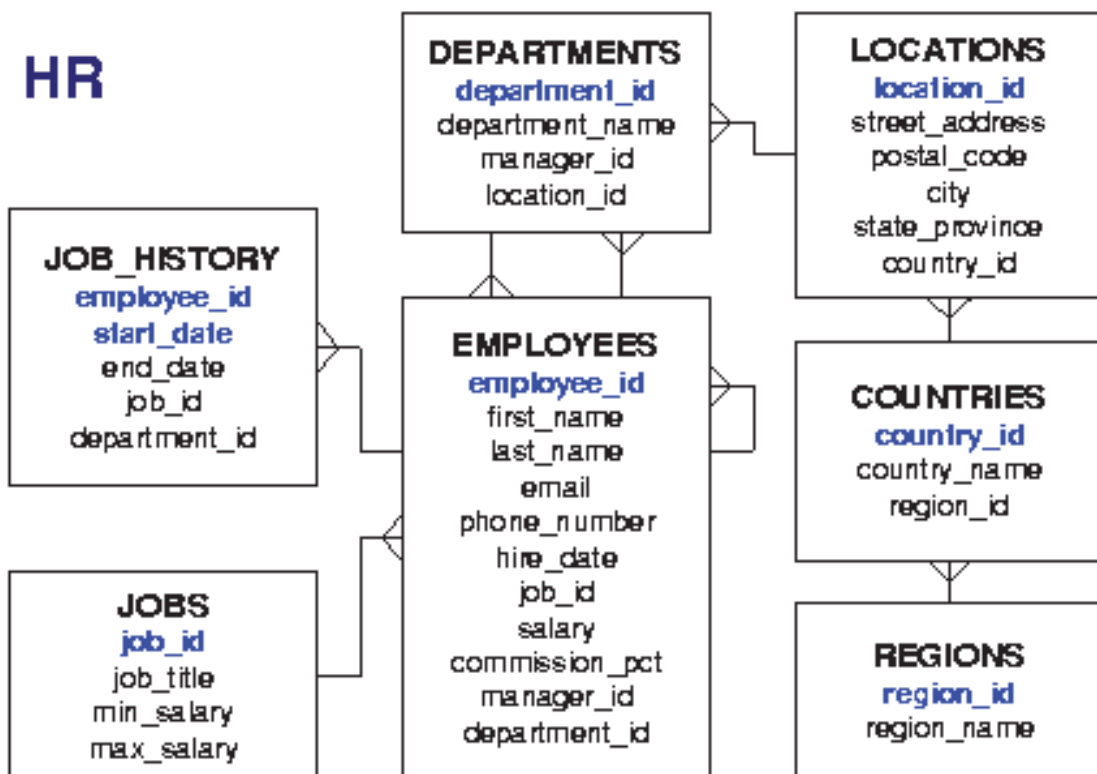 HR
DEPARTMENTS
department_id
department_name
manager_id
location_id
LOCATIONS
location_id
street_address
postal_code
city
state_province
country_id
JOB_HISTORY
employee_id
start_date
end_date
job_id
department_id
EMPLOYEES
employee_id
first_name
last_name
email
phone_number
hire_date
job_id
salary
commission_pct
manager_id
department_id
COUNTRIES
country_id
country_name
region_id
JOBS
job_id
job_title
min_salary
max_salary
REGIONS
region_id
region_name